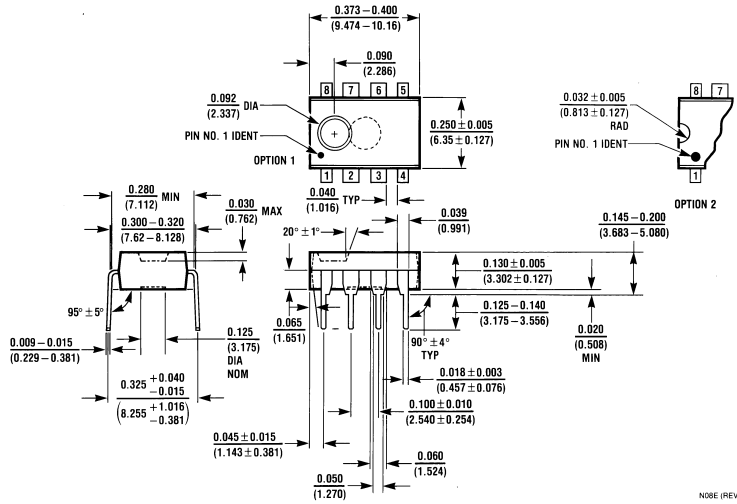 0.373 – 0.400
(9.474 – 10.16)
0.090
(2.286)
8 7 6 5
0.092
(2.337)
DIA
PIN NO. 1 IDENT
OPTION 1
1 2 3 4
0.250 ± 0.005
(6.35 ± 0.127)
0.032 ± 0.005
(0.813 ± 0.127)
RAD
PIN NO. 1 IDENT
8 7
1
OPTION 2
0.280
(7.112)
MIN
0.300 – 0.320
(7.62 – 8.128)
0.030
(0.762)
MAX
0.040
(1.016)
TYP
0.039
(0.991)
20° ± 1°
0.145 – 0.200
(3.683 – 5.080)
0.130 ± 0.005
(3.302 ± 0.127)
0.125 – 0.140
(3.175 – 3.556)
0.020
(0.508)
MIN
95° ± 5°
0.009 – 0.015
(0.229 – 0.381)
0.125
(3.175)
DIA
NOM
0.065
(1.651)
90° ± 4°
TYP
0.325 +0.040
–0.015
(8.255 +1.016
–0.381)
0.018 ± 0.003
(0.457 ± 0.076)
0.100 ± 0.010
(2.540 ± 0.254)
0.045 ± 0.015
(1.143 ± 0.381)
0.060
(1.524)
0.050
(1.270)
N08E (REV